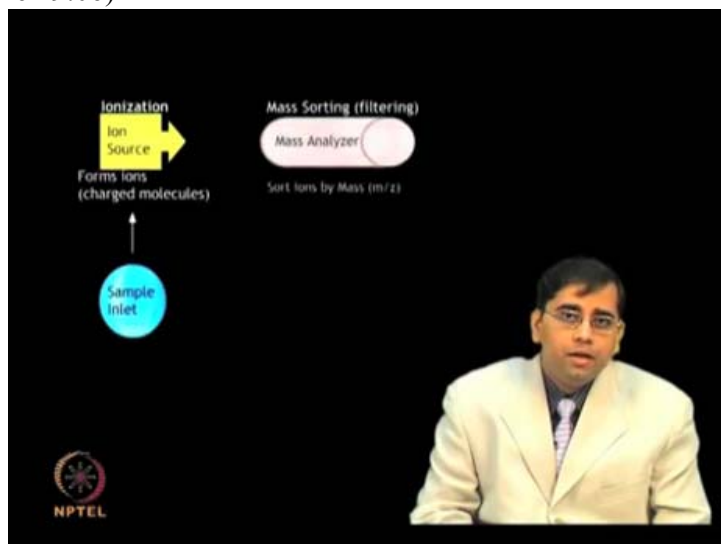 Ionization
Ion
Source
Forms ions
(charged molecules)
Mass Sorting (filtering)
Mass Analyzer
Sort Ions by Mass (m/z)
Sample
Inlet
NPTEL